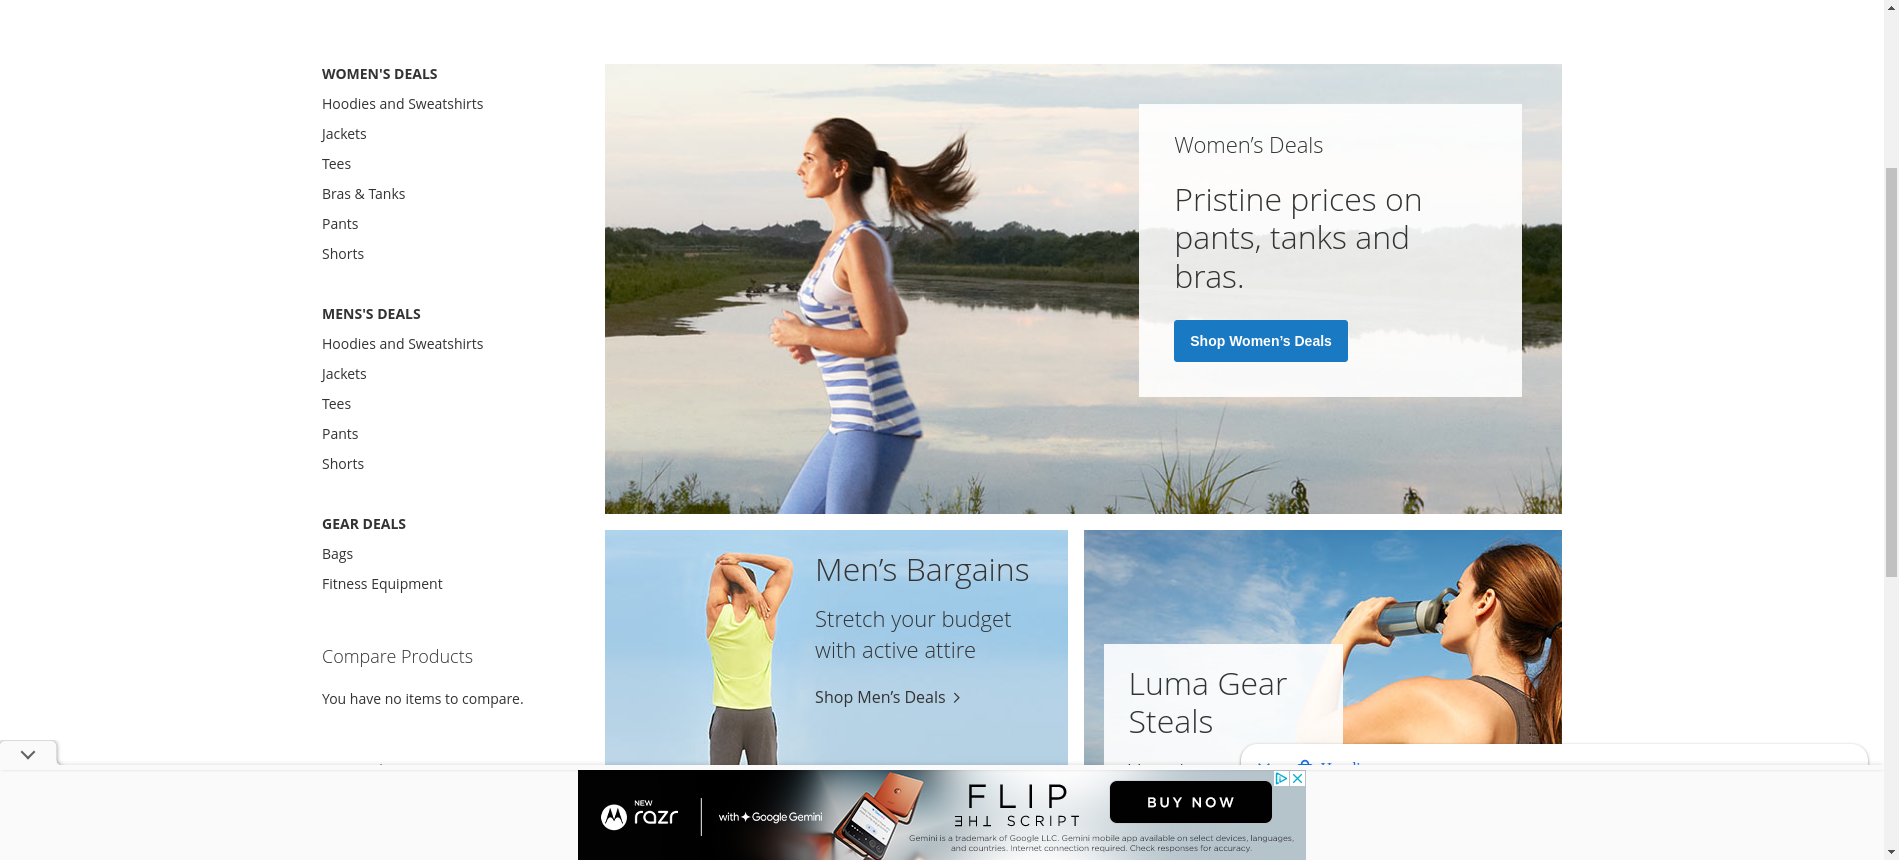 WOMEN'S DEALS
Hoodies and Sweatshirts
Jackets
Tees
Bras & Tanks
Pants
Shorts
MENS'S DEALS
Hoodies and Sweatshirts
Jackets
Tees
Pants
Shorts
GEAR DEALS
Bags
Fitness Equipment
Compare Products
You have no items to compare.
Women’s Deals
Pristine prices on
pants, tanks and
bras.
Shop Women’s Deals
Men’s Bargains
Stretch your budget
with active attire
Shop Men’s Deals
Luma Gear
Steals
NEW
razr
with Google Gemini
FLIP
THE SCRIPT
BUY NOW
Gemini is a trademark of Google LLC. Gemini mobile app available on select devices, languages,
and countries. Internet connection required. Check responses for accuracy.